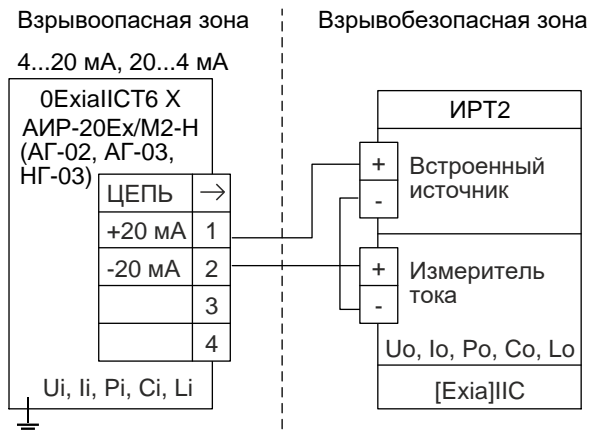 Взрывоопасная зона
Взрывобезопасная зона
4...20 мА, 20...4 мА
0ExiaIICT6 X
АИР-20Ex/М2-Н
(АГ-02, АГ-03,
НГ-03)
ЦЕПЬ →
+20 мА 1
-20 мА 2
3
4
Ui, Ii, Pi, Ci, Li
ИРТ2
+ Встроенный
- источник
+ Измеритель
- тока
Uo, Io, Po, Co, Lo
[Exia]IIC